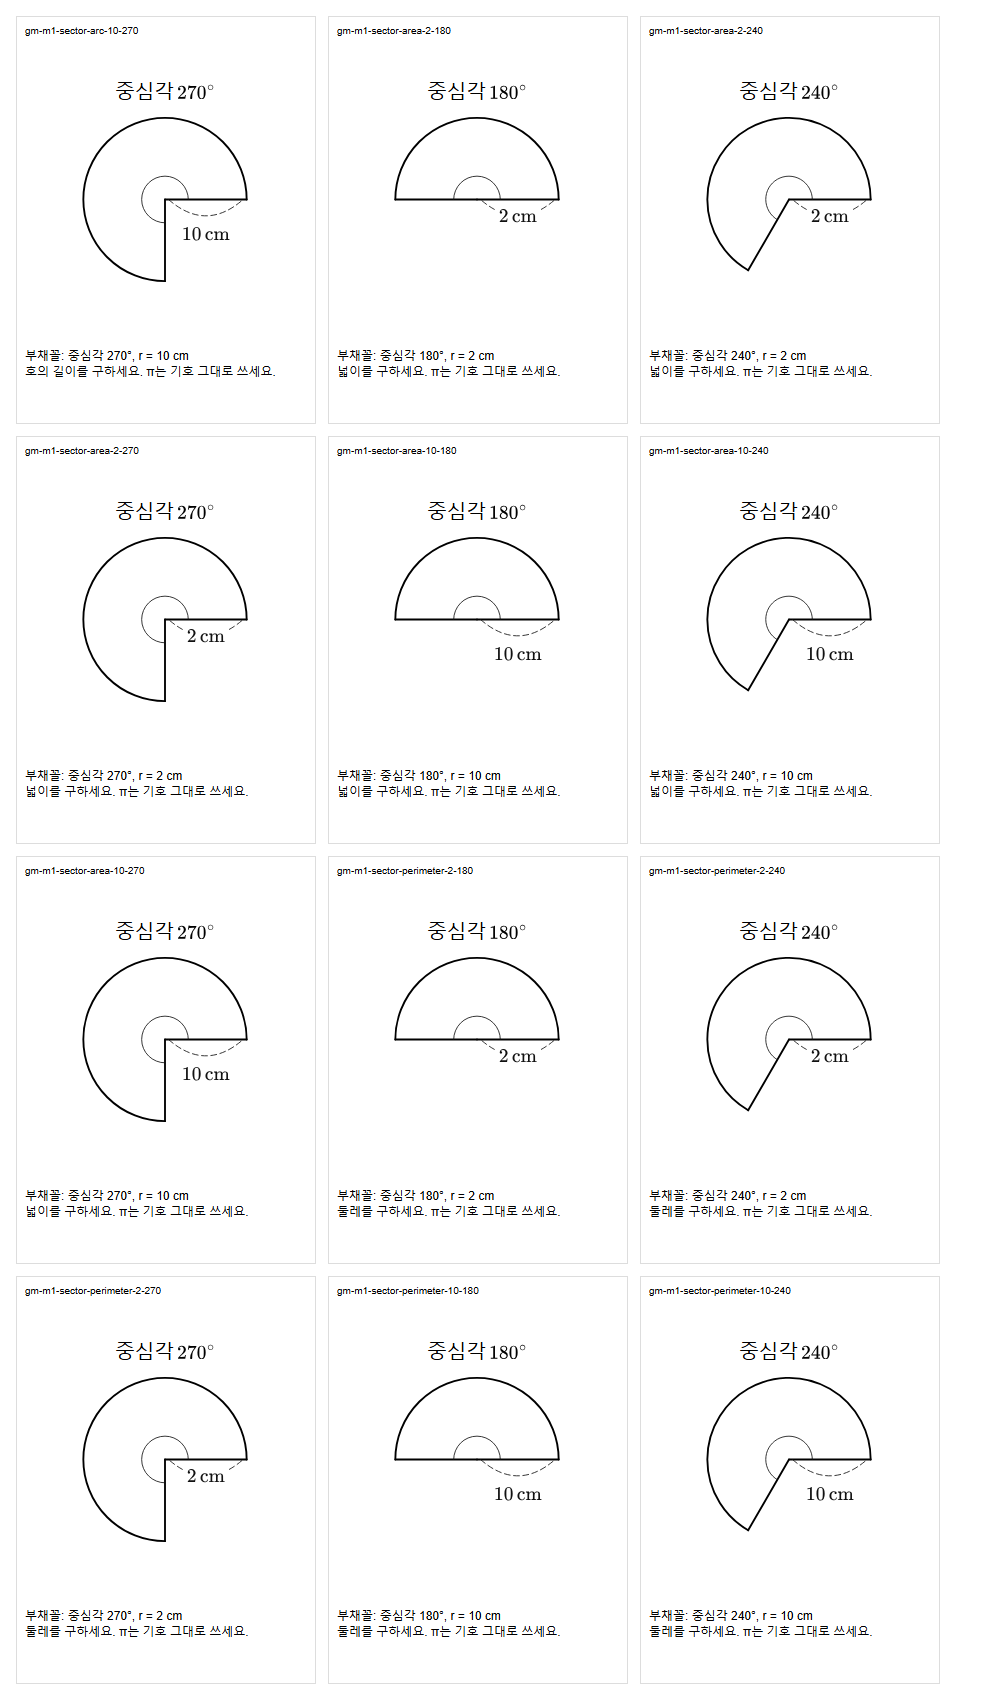 gm-m1-sector-arc-10-270
중심각 270°
10 cm
부채꼴: 중심각 270°, r = 10 cm
호의 길이를 구하세요. π는 기호 그대로 쓰세요.
gm-m1-sector-area-2-180
중심각 180°
2 cm
부채꼴: 중심각 180°, r = 2 cm
넓이를 구하세요. π는 기호 그대로 쓰세요.
gm-m1-sector-area-2-240
중심각 240°
2 cm
부채꼴: 중심각 240°, r = 2 cm
넓이를 구하세요. π는 기호 그대로 쓰세요.
gm-m1-sector-area-2-270
중심각 270°
2 cm
부채꼴: 중심각 270°, r = 2 cm
넓이를 구하세요. π는 기호 그대로 쓰세요.
gm-m1-sector-area-10-180
중심각 180°
10 cm
부채꼴: 중심각 180°, r = 10 cm
넓이를 구하세요. π는 기호 그대로 쓰세요.
gm-m1-sector-area-10-240
중심각 240°
10 cm
부채꼴: 중심각 240°, r = 10 cm
넓이를 구하세요. π는 기호 그대로 쓰세요.
gm-m1-sector-area-10-270
중심각 270°
10 cm
부채꼴: 중심각 270°, r = 10 cm
넓이를 구하세요. π는 기호 그대로 쓰세요.
gm-m1-sector-perimeter-2-180
중심각 180°
2 cm
부채꼴: 중심각 180°, r = 2 cm
둘레를 구하세요. π는 기호 그대로 쓰세요.
gm-m1-sector-perimeter-2-240
중심각 240°
2 cm
부채꼴: 중심각 240°, r = 2 cm
둘레를 구하세요. π는 기호 그대로 쓰세요.
gm-m1-sector-perimeter-2-270
중심각 270°
2 cm
부채꼴: 중심각 270°, r = 2 cm
둘레를 구하세요. π는 기호 그대로 쓰세요.
gm-m1-sector-perimeter-10-180
중심각 180°
10 cm
부채꼴: 중심각 180°, r = 10 cm
둘레를 구하세요. π는 기호 그대로 쓰세요.
gm-m1-sector-perimeter-10-240
중심각 240°
10 cm
부채꼴: 중심각 240°, r = 10 cm
둘레를 구하세요. π는 기호 그대로 쓰세요.